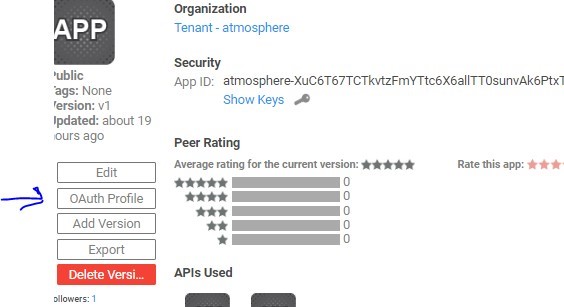 APP
Public
Tags: None
Version: v1
Updated: about 19
hours ago
Edit
OAuth Profile
Add Version
Export
Delete Versi...
followers: 1
Organization
Tenant - atmosphere
Security
App ID: atmosphere-XuC6T67TCTkvtzFmYTtc6X6allTT0sunvAk6PtxT
Show Keys
Peer Rating
Average rating for the current version:
Rate this app:
0
0
0
0
0
APIs Used